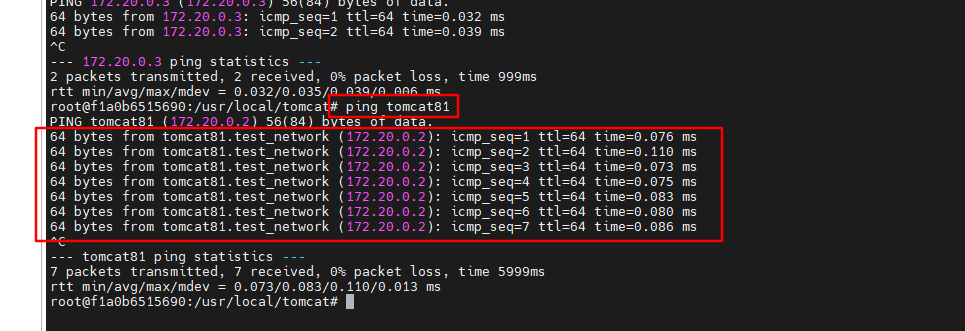 PING 172.20.0.3 (172.20.0.3) 56(84) bytes of data.
64 bytes from 172.20.0.3: icmp_seq=1 ttl=64 time=0.032 ms
64 bytes from 172.20.0.3: icmp_seq=2 ttl=64 time=0.039 ms
^C
--- 172.20.0.3 ping statistics ---
2 packets transmitted, 2 received, 0% packet loss, time 999ms
rtt min/avg/max/mdev = 0.032/0.035/0.039/0.006 ms
root@f1a0b6515690:/usr/local/tomcat# ping tomcat81
PING tomcat81 (172.20.0.2) 56(84) bytes of data.
64 bytes from tomcat81.test_network (172.20.0.2): icmp_seq=1 ttl=64 time=0.076 ms
64 bytes from tomcat81.test_network (172.20.0.2): icmp_seq=2 ttl=64 time=0.110 ms
64 bytes from tomcat81.test_network (172.20.0.2): icmp_seq=3 ttl=64 time=0.073 ms
64 bytes from tomcat81.test_network (172.20.0.2): icmp_seq=4 ttl=64 time=0.075 ms
64 bytes from tomcat81.test_network (172.20.0.2): icmp_seq=5 ttl=64 time=0.083 ms
64 bytes from tomcat81.test_network (172.20.0.2): icmp_seq=6 ttl=64 time=0.080 ms
64 bytes from tomcat81.test_network (172.20.0.2): icmp_seq=7 ttl=64 time=0.086 ms
^C
--- tomcat81 ping statistics ---
7 packets transmitted, 7 received, 0% packet loss, time 5999ms
rtt min/avg/max/mdev = 0.073/0.083/0.110/0.013 ms
root@f1a0b6515690:/usr/local/tomcat#